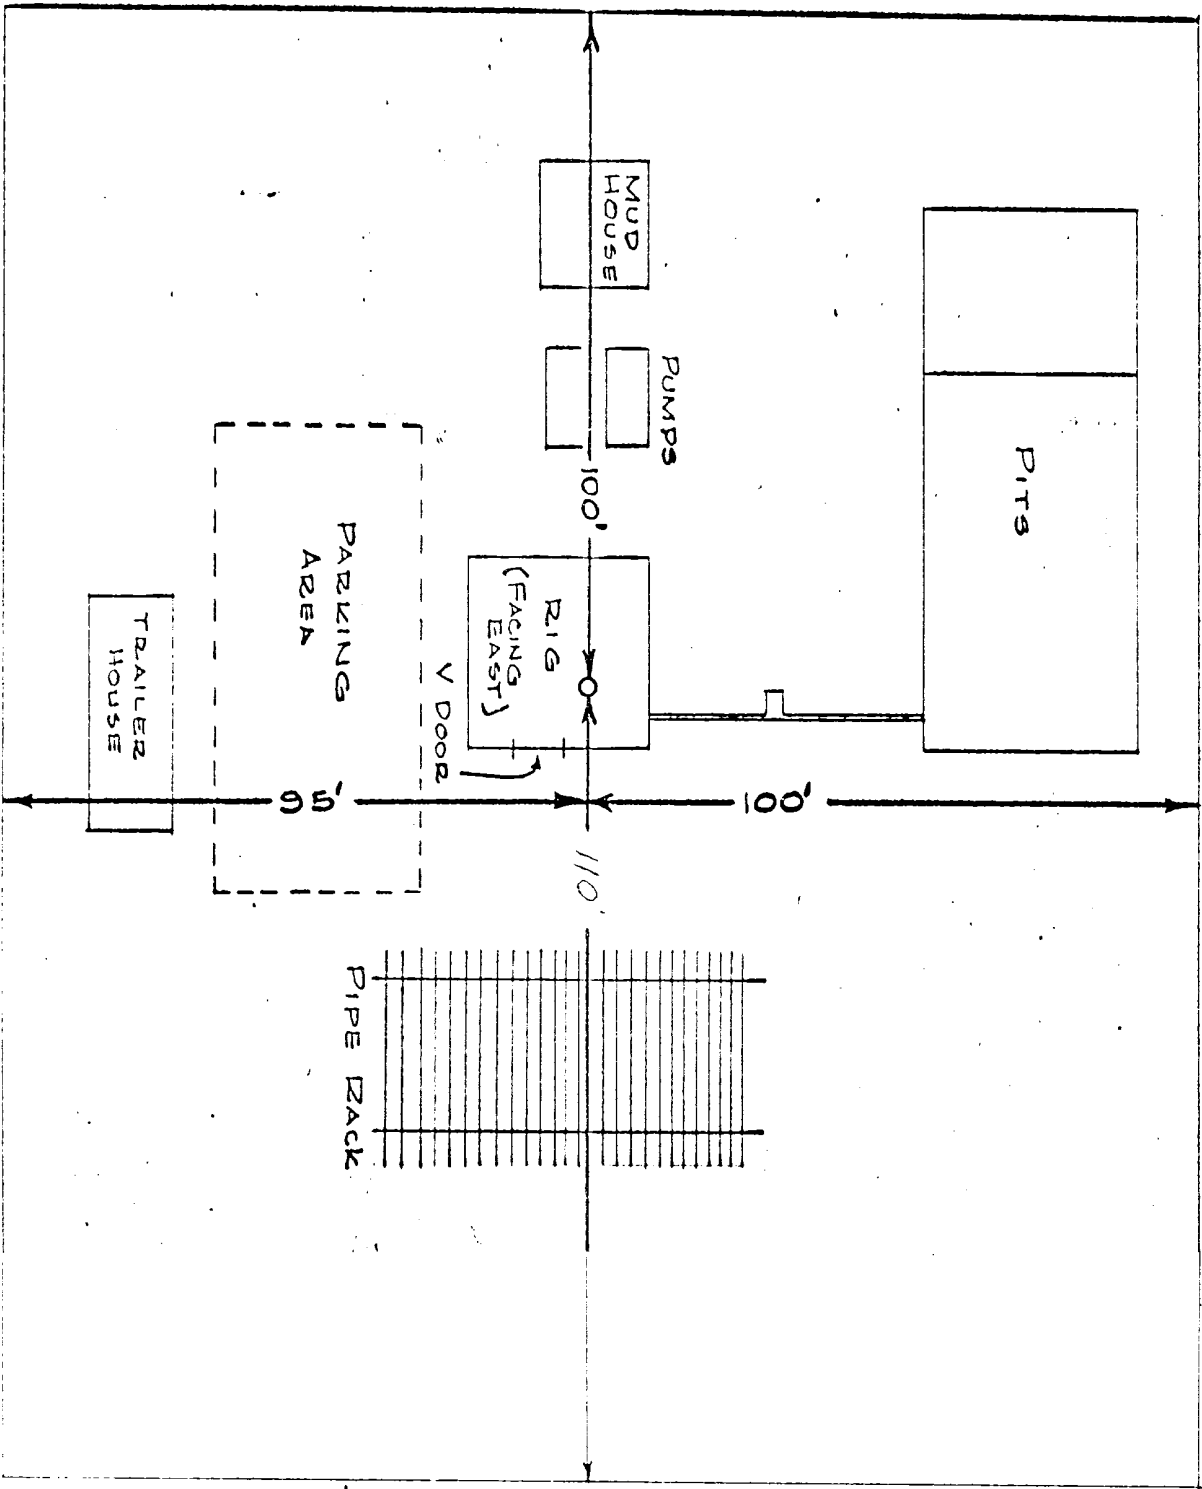 MUD
HOUSE
PUMPS
PITS
100'
RIG
(FACING
EAST)
V DOOR
PARKING
AREA
TRAILER
HOUSE
95'
100'
110'
PIPE RACK